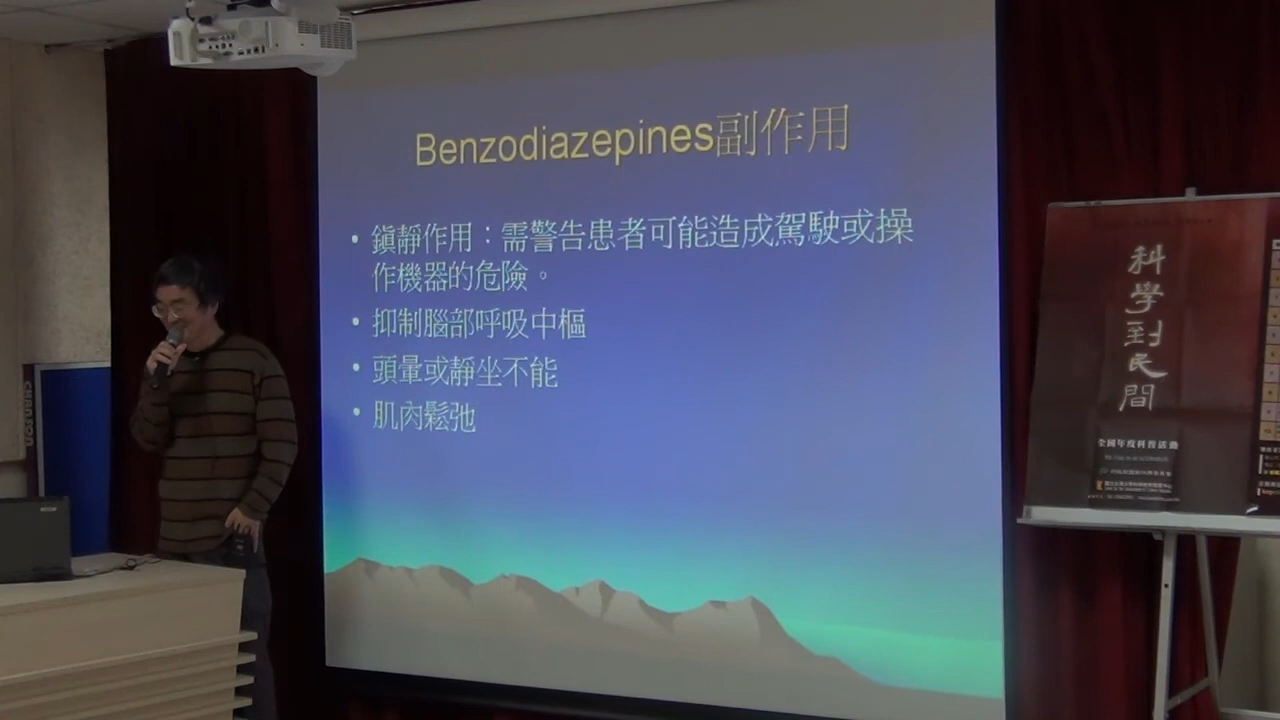 Benzodiazepines副作用
• 鎮靜作用：需警告患者可能造成駕駛或操
作機器的危險。
• 抑制腦部呼吸中樞
• 頭暈或靜坐不能
• 肌肉鬆弛
科學到民間
全國年度科普活動